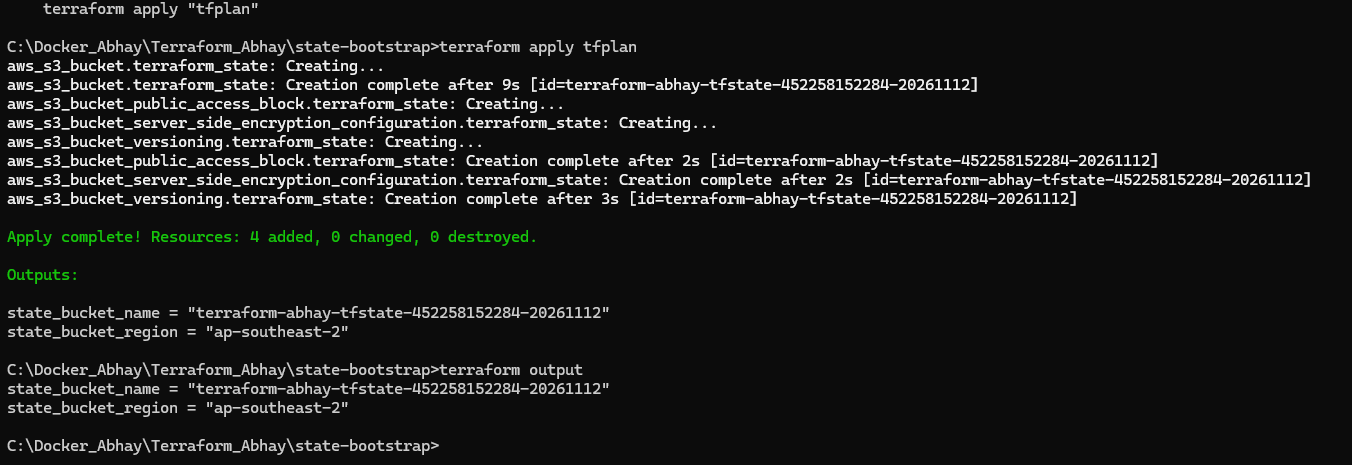 terraform apply "tfplan"
C:\Docker_Abhay\Terraform_Abhay\state-bootstrap>terraform apply tfplan
aws_s3_bucket.terraform_state: Creating...
aws_s3_bucket.terraform_state: Creation complete after 9s [id=terraform-abhay-tfstate-452258152284-20261112]
aws_s3_bucket_public_access_block.terraform_state: Creating...
aws_s3_bucket_server_side_encryption_configuration.terraform_state: Creating...
aws_s3_bucket_versioning.terraform_state: Creating...
aws_s3_bucket_public_access_block.terraform_state: Creation complete after 2s [id=terraform-abhay-tfstate-452258152284-20261112]
aws_s3_bucket_server_side_encryption_configuration.terraform_state: Creation complete after 2s [id=terraform-abhay-tfstate-452258152284-20261112]
aws_s3_bucket_versioning.terraform_state: Creation complete after 3s [id=terraform-abhay-tfstate-452258152284-20261112]
Apply complete! Resources: 4 added, 0 changed, 0 destroyed.
Outputs:
state_bucket_name = "terraform-abhay-tfstate-452258152284-20261112"
state_bucket_region = "ap-southeast-2"
C:\Docker_Abhay\Terraform_Abhay\state-bootstrap>terraform output
state_bucket_name = "terraform-abhay-tfstate-452258152284-20261112"
state_bucket_region = "ap-southeast-2"
C:\Docker_Abhay\Terraform_Abhay\state-bootstrap>